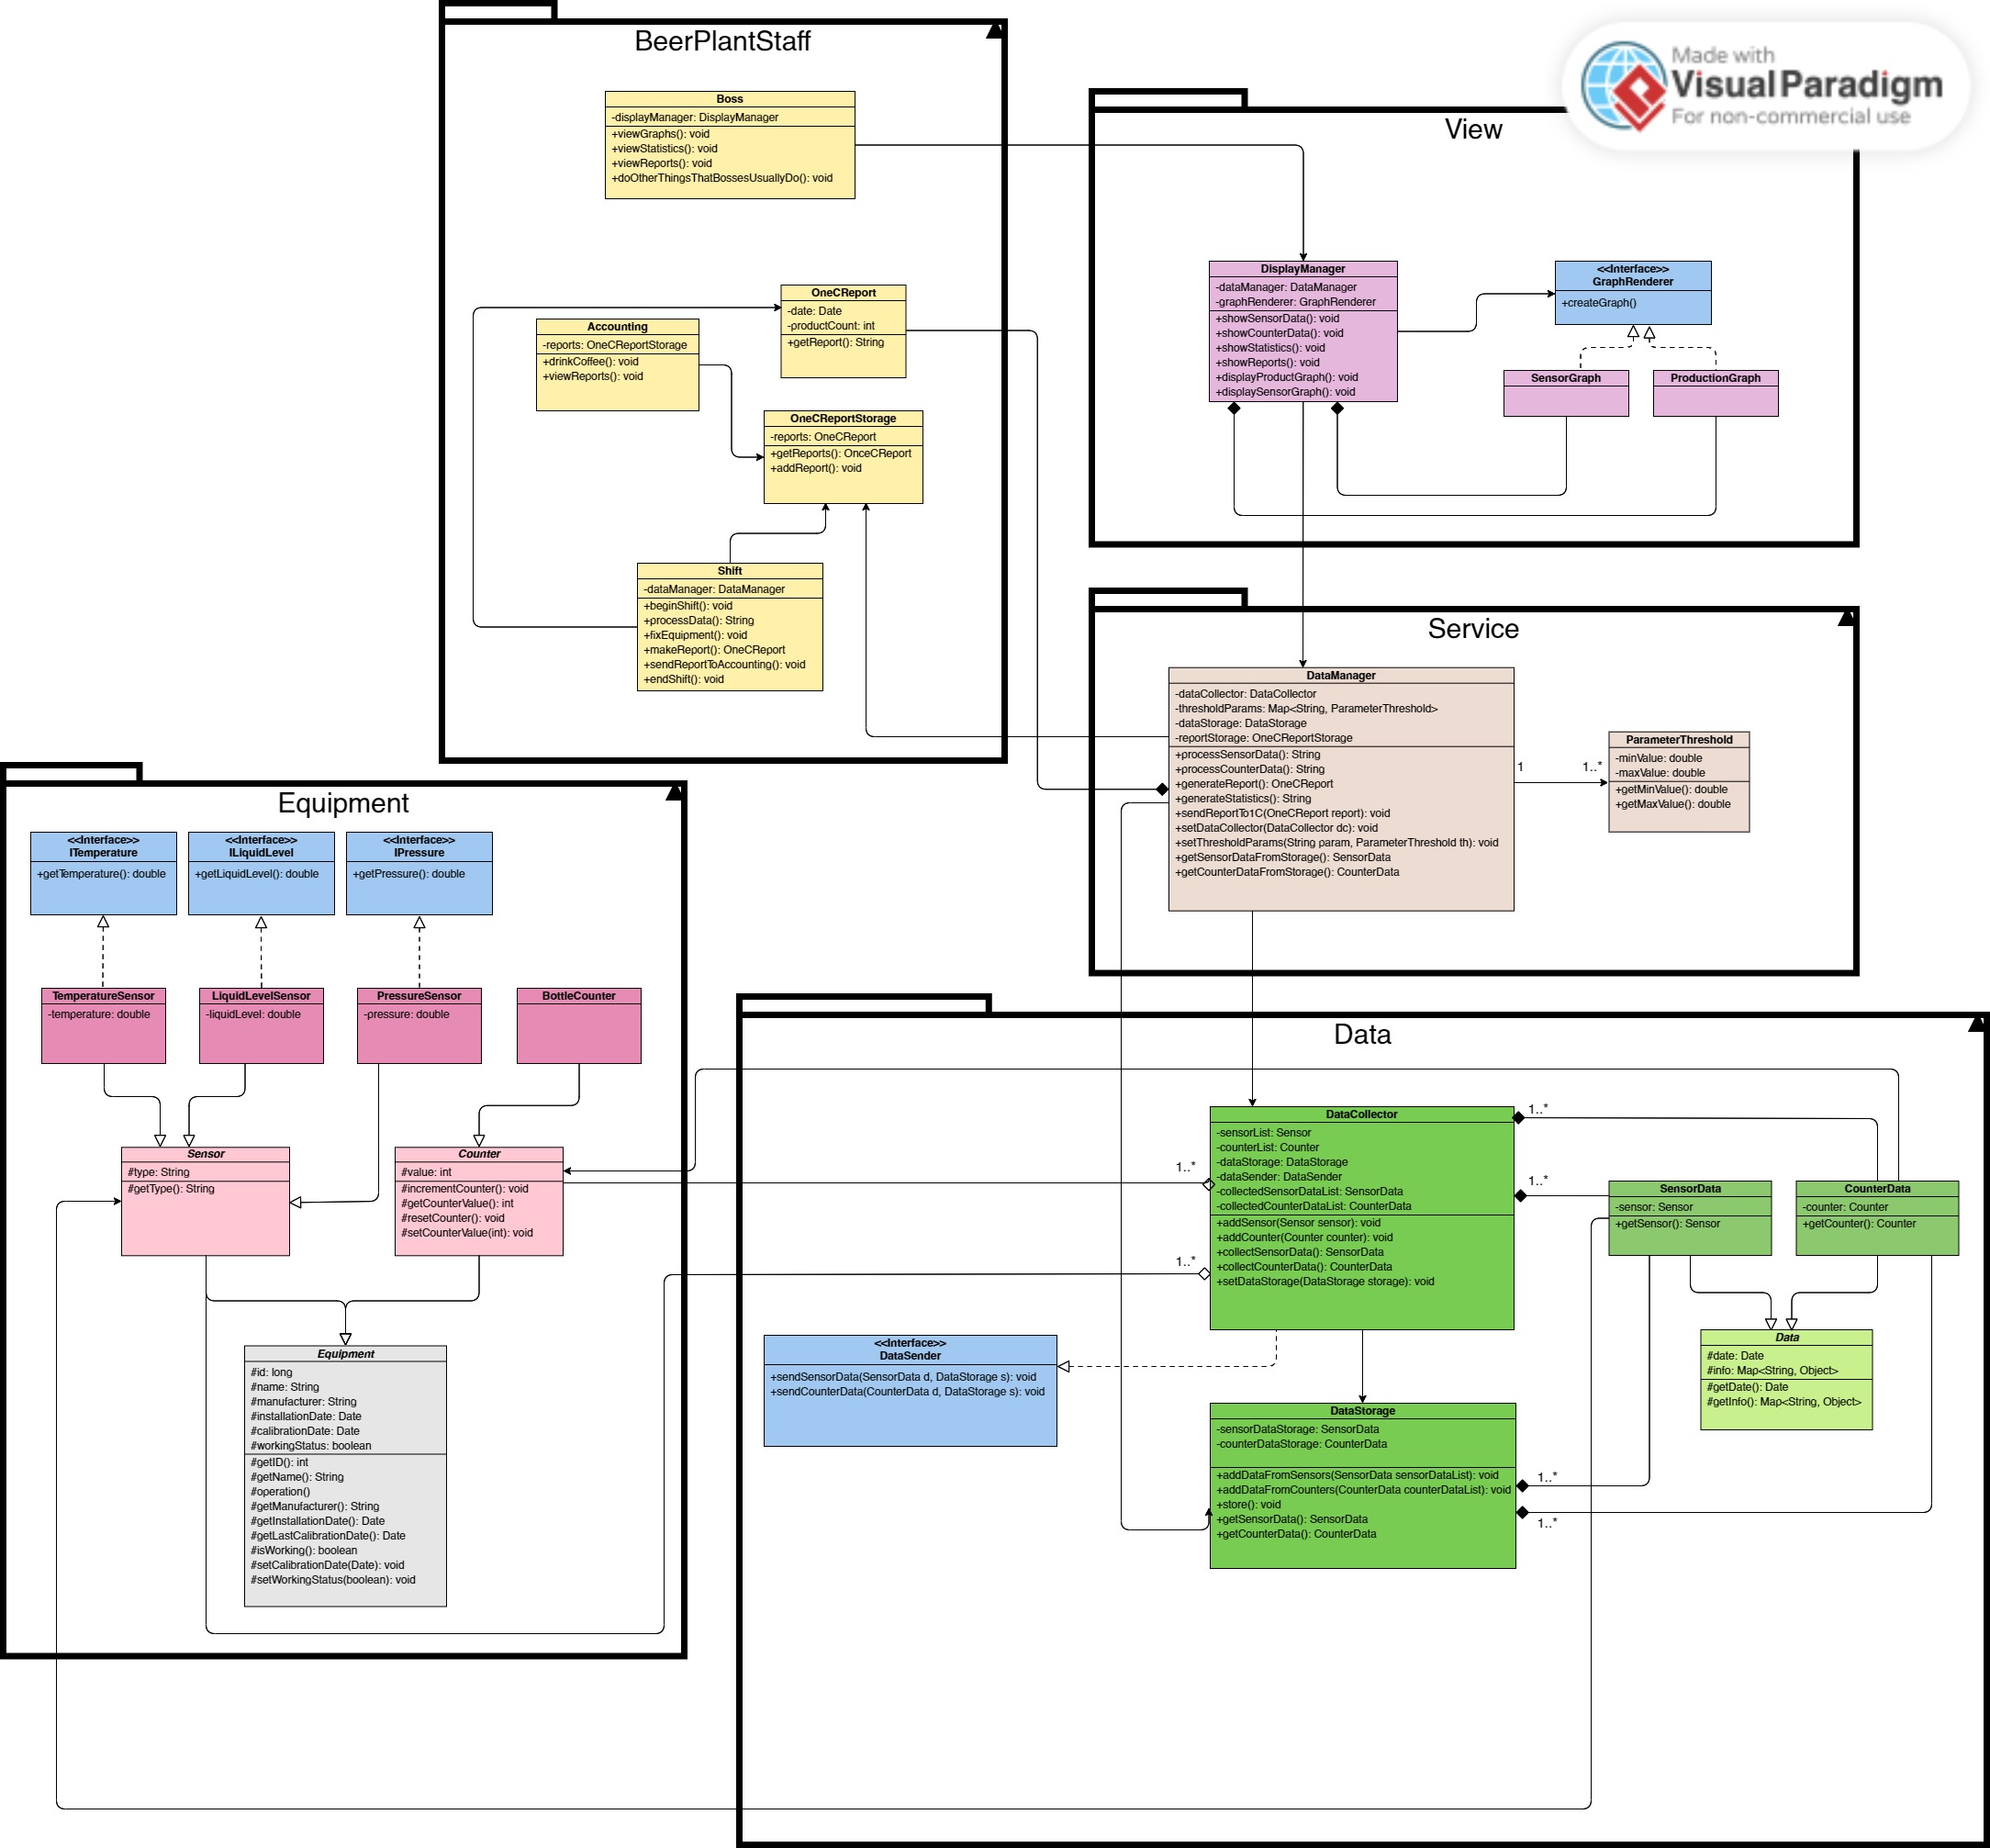 BeerPlantStaff
Boss
-displayManager: DisplayManager
+viewGraphs(): void
+viewStatistics(): void
+viewReports(): void
+doOtherThingsThatBossesUsuallyDo(): void
OneCReport
-date: Date
-productCount: int
+getReport(): String
Accounting
-reports: OneCReportStorage
+drinkCoffee(): void
+viewReports(): void
OneCReportStorage
-reports: OneCReport
+getReports(): OnceCReport
+addReport(): void
Shift
-dataManager: DataManager
+beginShift(): void
+processData(): String
+fixEquipment(): void
+makeReport(): OneCReport
+sendReportToAccounting(): void
+endShift(): void
Made with
Visual Paradigm
For non-commercial use
View
DisplayManager
-dataManager: DataManager
-graphRenderer: GraphRenderer
+showSensorData(): void
+showCounterData(): void
+showStatistics(): void
+showReports(): void
+displayProductGraph(): void
+displaySensorGraph(): void
<<Interface>>
GraphRenderer
+createGraph()
SensorGraph
ProductionGraph
Service
DataManager
-dataCollector: DataCollector
-thresholdParams: Map<String, ParameterThreshold>
-dataStorage: DataStorage
-reportStorage: OneCReportStorage
+processSensorData(): String
+processCounterData(): String
+generateReport(): OneCReport
+generateStatistics(): String
+sendReportTo1C(OneCReport report): void
+setDataCollector(DataCollector dc): void
+setThresholdParams(String param, ParameterThreshold th): void
+getSensorDataFromStorage(): SensorData
+getCounterDataFromStorage(): CounterData
1
1..*
ParameterThreshold
-minValue: double
-maxValue: double
+getMinValue(): double
+getMaxValue(): double
Equipment
<<Interface>>
ITemperature
+getTemperature(): double
<<Interface>>
ILiquidLevel
+getLiquidLevel(): double
<<Interface>>
IPressure
+getPressure(): double
TemperatureSensor
-temperature: double
LiquidLevelSensor
-liquidLevel: double
PressureSensor
-pressure: double
BottleCounter
Sensor
#type: String
#getType(): String
Counter
#value: int
#incrementCounter(): void
#getCounterValue(): int
#resetCounter(): void
#setCounterValue(int): void
Equipment
#id: long
#name: String
#manufacturer: String
#installationDate: Date
#calibrationDate: Date
#workingStatus: boolean
#getID(): int
#getName(): String
#operation()
#getManufacturer(): String
#getInstallationDate(): Date
#getLastCalibrationDate(): Date
#isWorking(): boolean
#setCalibrationDate(Date): void
#setWorkingStatus(boolean): void
Data
DataCollector
-sensorList: Sensor
-counterList: Counter
-dataStorage: DataStorage
-dataSender: DataSender
-collectedSensorDataList: SensorData
-collectedCounterDataList: CounterData
+addSensor(Sensor sensor): void
+addCounter(Counter counter): void
+collectSensorData(): SensorData
+collectCounterData(): CounterData
+setDataStorage(DataStorage storage): void
1..*
1..*
1..*
1..*
SensorData
-sensor: Sensor
+getSensor(): Sensor
CounterData
-counter: Counter
+getCounter(): Counter
<<Interface>>
DataSender
+sendSensorData(SensorData d, DataStorage s): void
+sendCounterData(CounterData d, DataStorage s): void
Data
#date: Date
#info: Map<String, Object>
#getDate(): Date
#getInfo(): Map<String, Object>
DataStorage
-sensorDataStorage: SensorData
-counterDataStorage: CounterData
+addDataFromSensors(SensorData sensorDataList): void
+addDataFromCounters(CounterData counterDataList): void
+store(): void
+getSensorData(): SensorData
+getCounterData(): CounterData
1..*
1..*